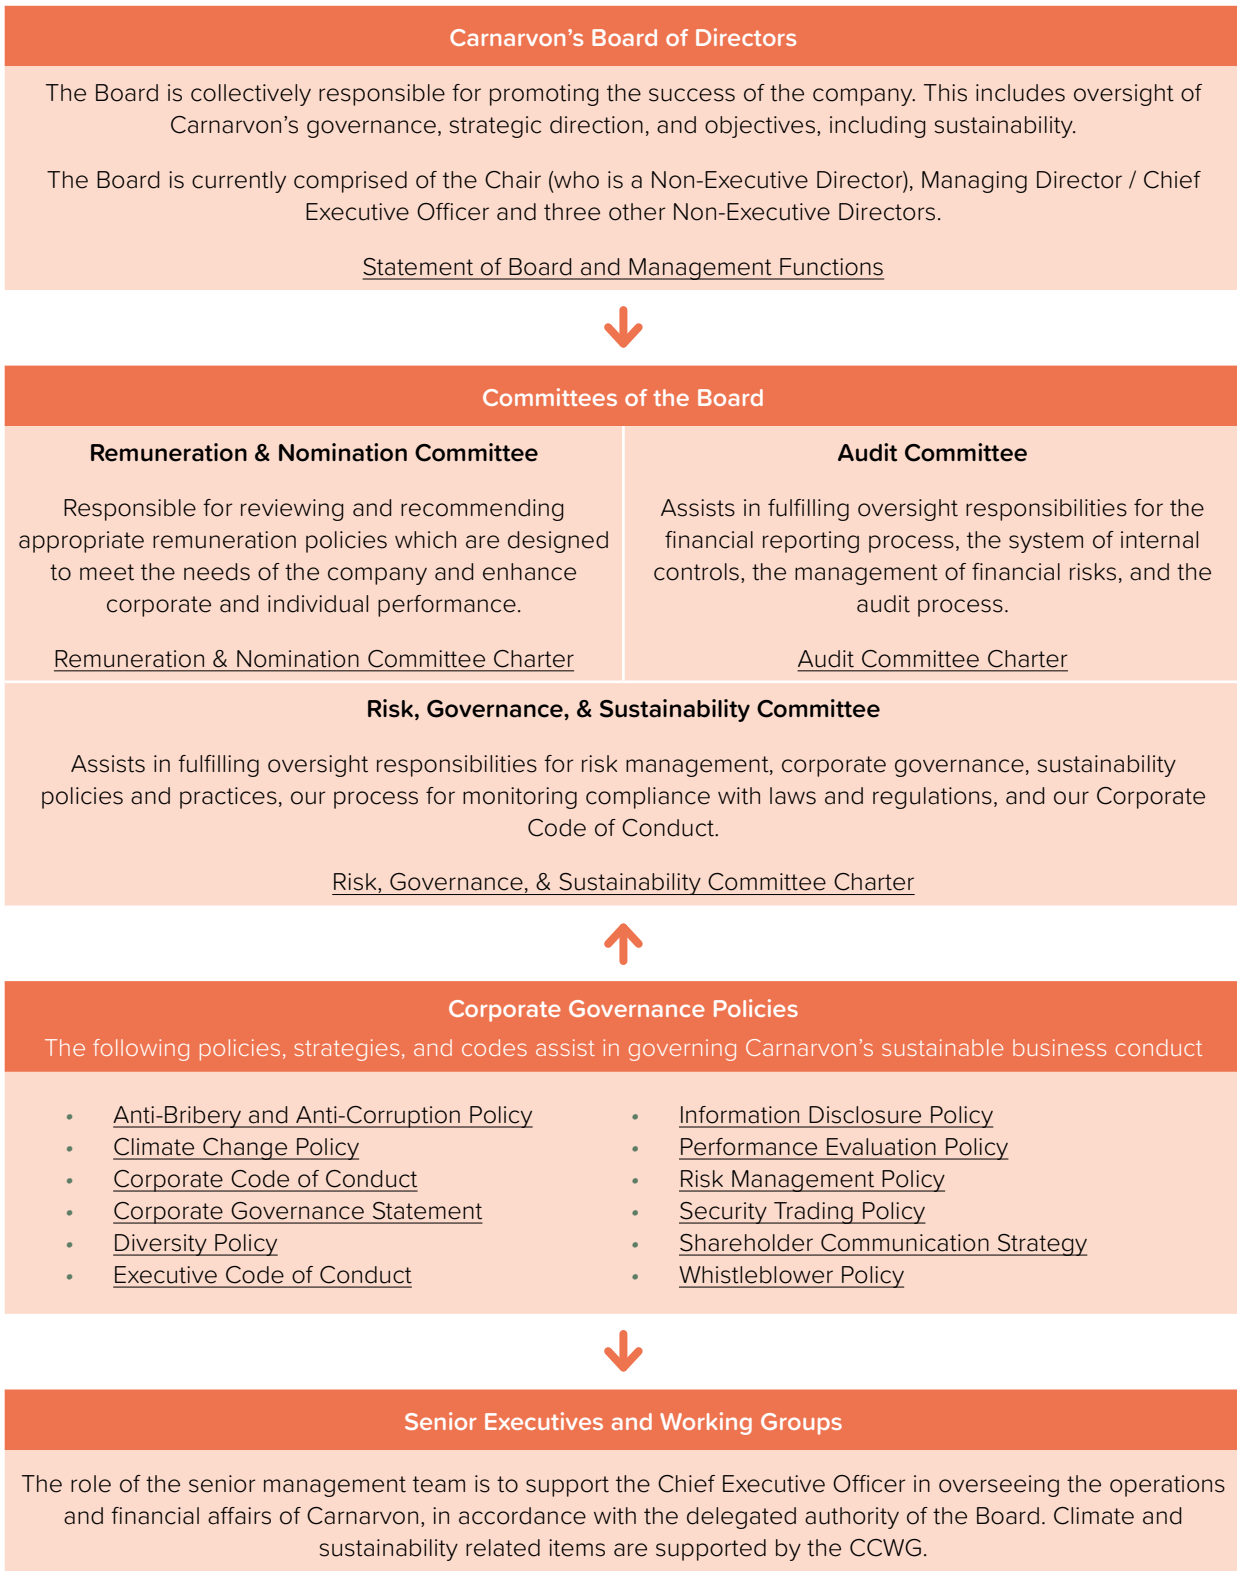 Carnarvon's Board of Directors
The Board is collectively responsible for promoting the success of the company. This includes oversight of
Carnarvon's governance, strategic direction, and objectives, including sustainability.
The Board is currently comprised of the Chair (who is a Non-Executive Director), Managing Director / Chief
Executive Officer and three other Non-Executive Directors.
Statement of Board and Management Functions
Committees of the Board
Remuneration & Nomination Committee
Responsible for reviewing and recommending
appropriate remuneration policies which are designed
to meet the needs of the company and enhance
corporate and individual performance.
Remuneration & Nomination Committee Charter
Audit Committee
Assists in fulfilling oversight responsibilities for the
financial reporting process, the system of internal
controls, the management of financial risks, and the
audit process.
Audit Committee Charter
Risk, Governance, & Sustainability Committee
Assists in fulfilling oversight responsibilities for risk management, corporate governance, sustainability
policies and practices, our process for monitoring compliance with laws and regulations, and our Corporate
Code of Conduct.
Risk, Governance, & Sustainability Committee Charter
Corporate Governance Policies
The following policies, strategies, and codes assist in governing Carnarvon's sustainable business conduct
• Anti-Bribery and Anti-Corruption Policy
• Climate Change Policy
• Corporate Code of Conduct
• Corporate Governance Statement
• Diversity Policy
• Executive Code of Conduct
• Information Disclosure Policy
• Performance Evaluation Policy
• Risk Management Policy
• Security Trading Policy
• Shareholder Communication Strategy
• Whistleblower Policy
Senior Executives and Working Groups
The role of the senior management team is to support the Chief Executive Officer in overseeing the operations
and financial affairs of Carnarvon, in accordance with the delegated authority of the Board. Climate and
sustainability related items are supported by the CCWG.